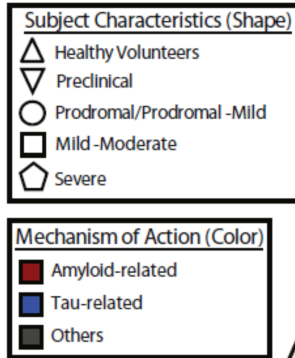 Subject Characteristics (Shape)
Healthy Volunteers
Preclinical
Prodromal/Prodromal -Mild
Mild -Moderate
Severe
Mechanism of Action (Color)
Amyloid-related
Tau-related
Others